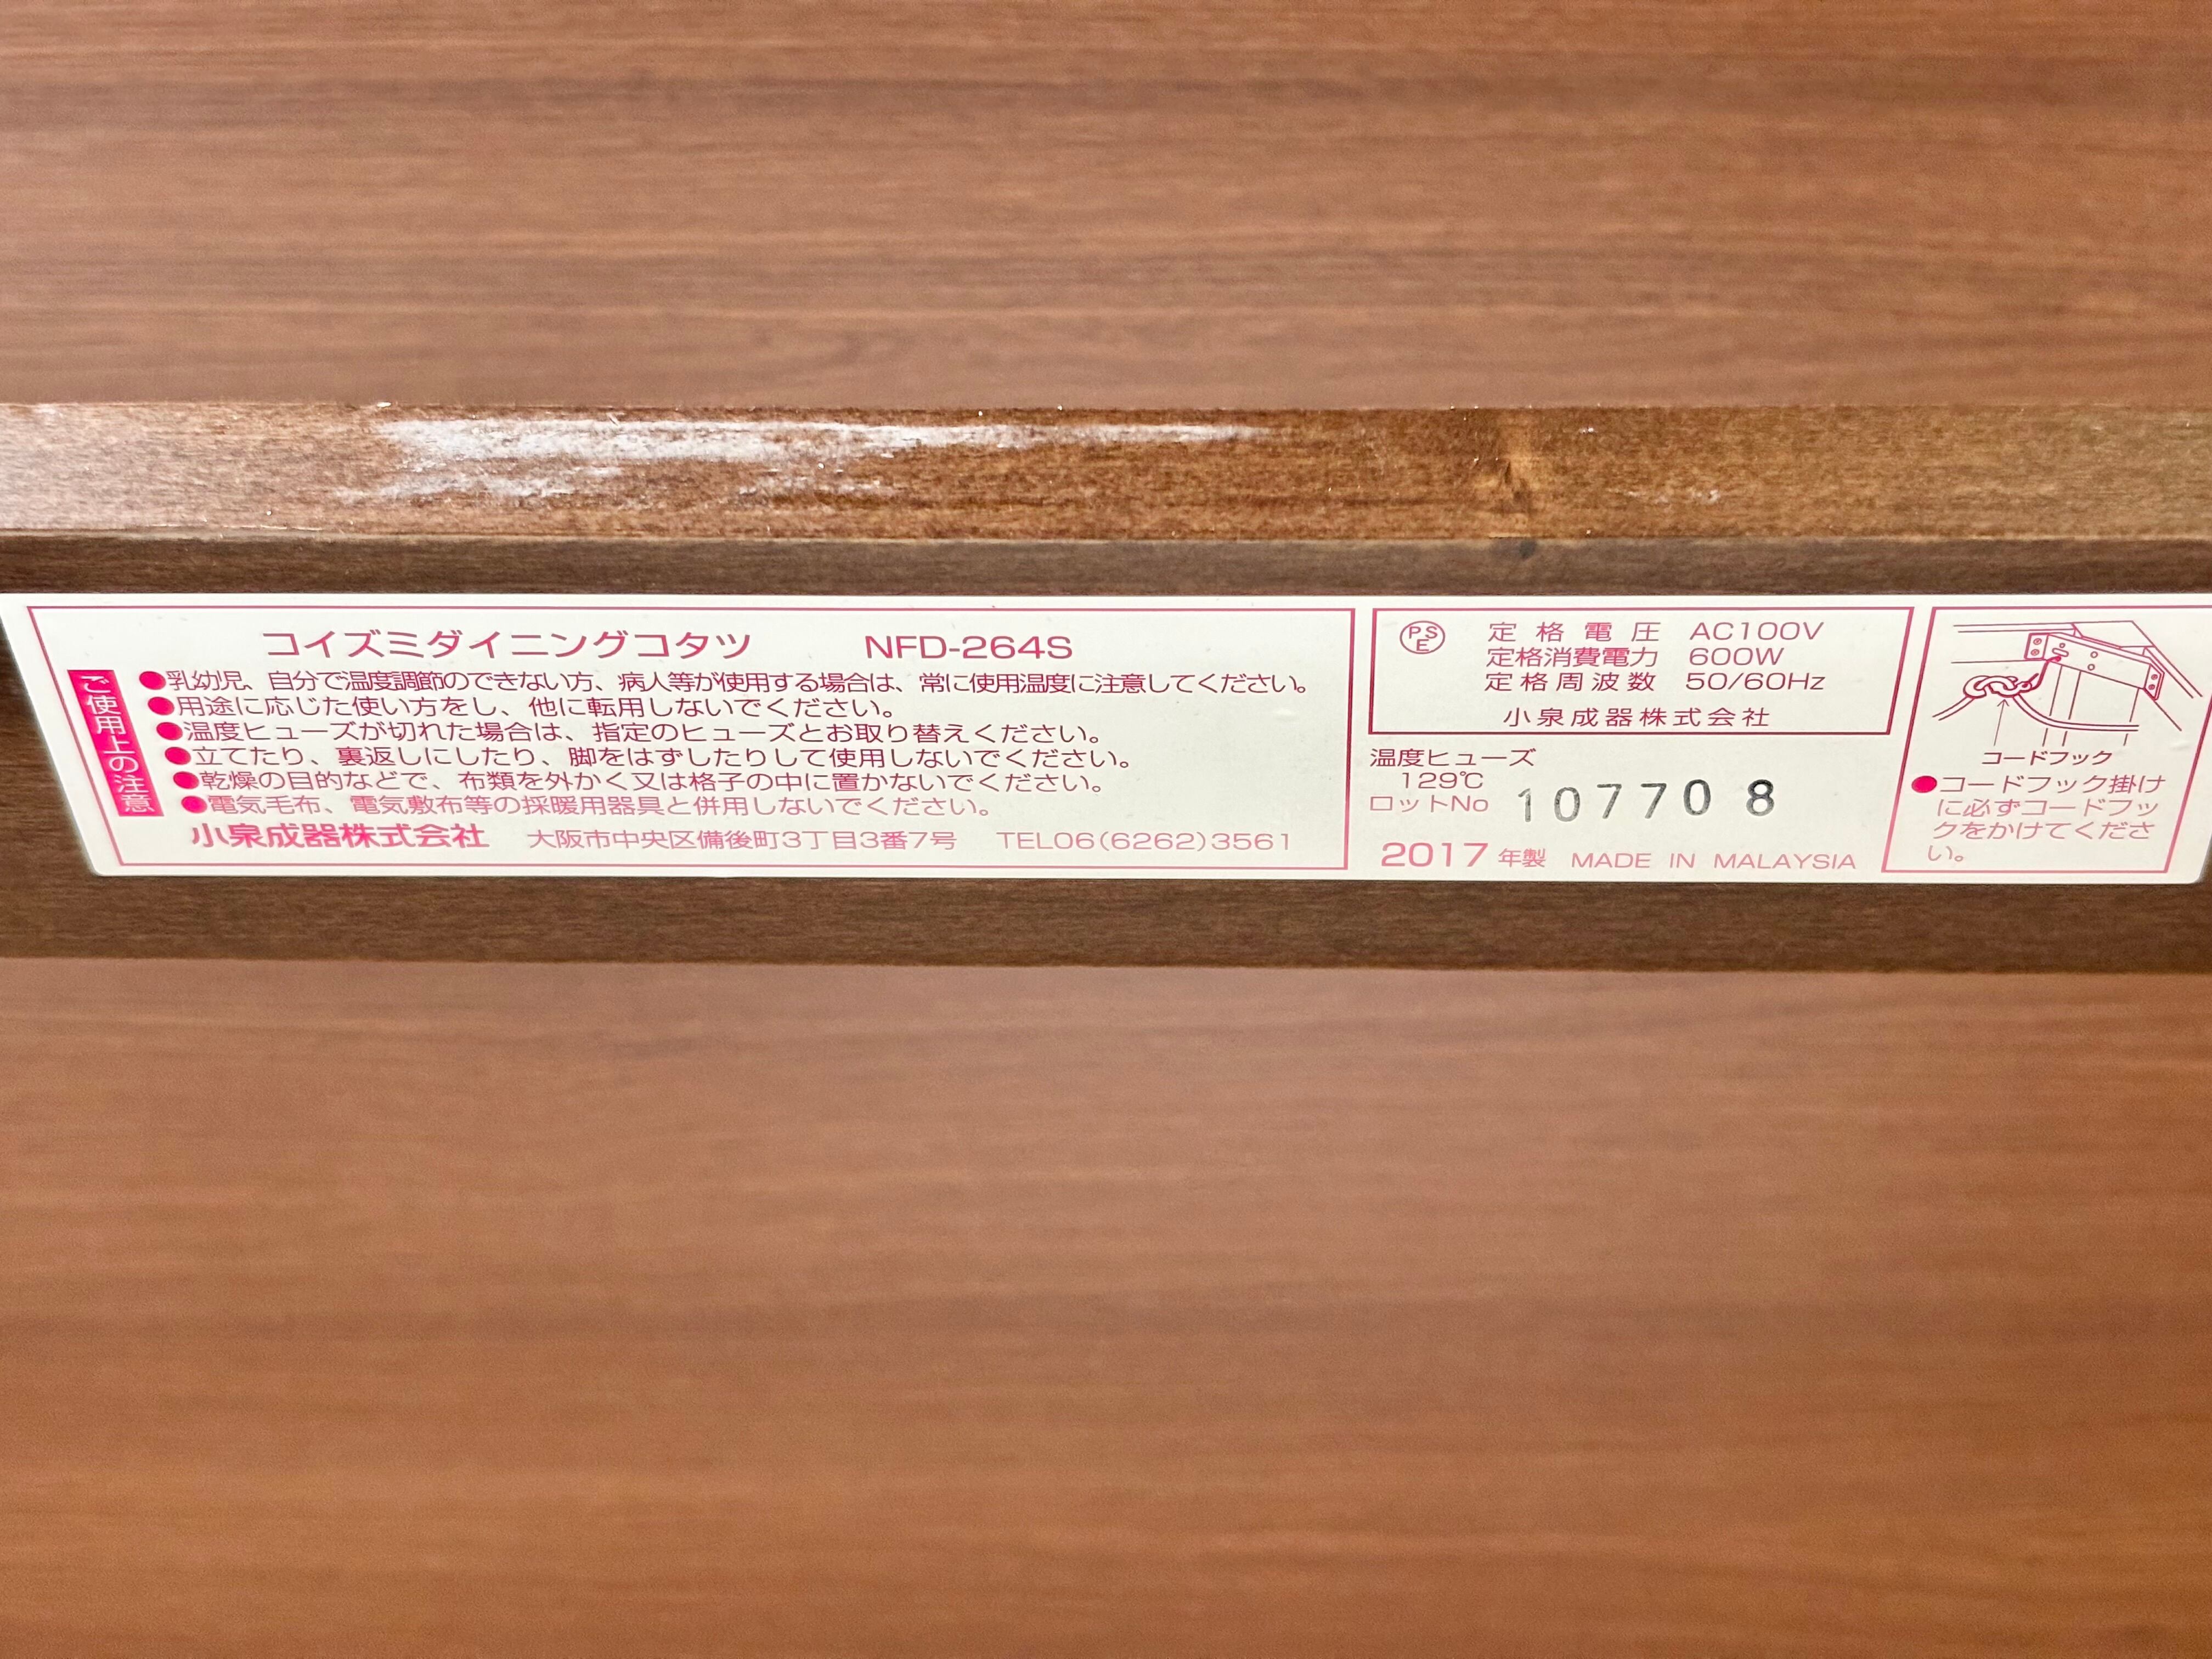 コイズミダイニングコタツ NFD-264S
ご使用上の注意
●乳幼児、自分で温度調節のできない方、病人等が使用する場合は、常に使用温度に注意してください。
●用途に応じた使い方をし、他に転用しないでください。
●温度ヒューズが切れた場合は、指定のヒューズとお取り替えください。
●立てたり、裏返しにしたり、脚をはずしたりして使用しないでください。
●乾燥の目的などで、布類を外かく又は格子の中に置かないでください。
●電気毛布、電気敷布等の採暖用器具と併用しないでください。
小泉成器株式会社 大阪市中央区備後町3丁目3番7号 TEL06(6262)3561
PSE
定格電圧 AC100V
定格消費電力 600W
定格周波数 50/60Hz
小泉成器株式会社
温度ヒューズ
129℃
ロットNo 107708
2017年製 MADE IN MALAYSIA
コードフック
●コードフック掛け
に必ずコードフッ
クをかけてくださ
い。